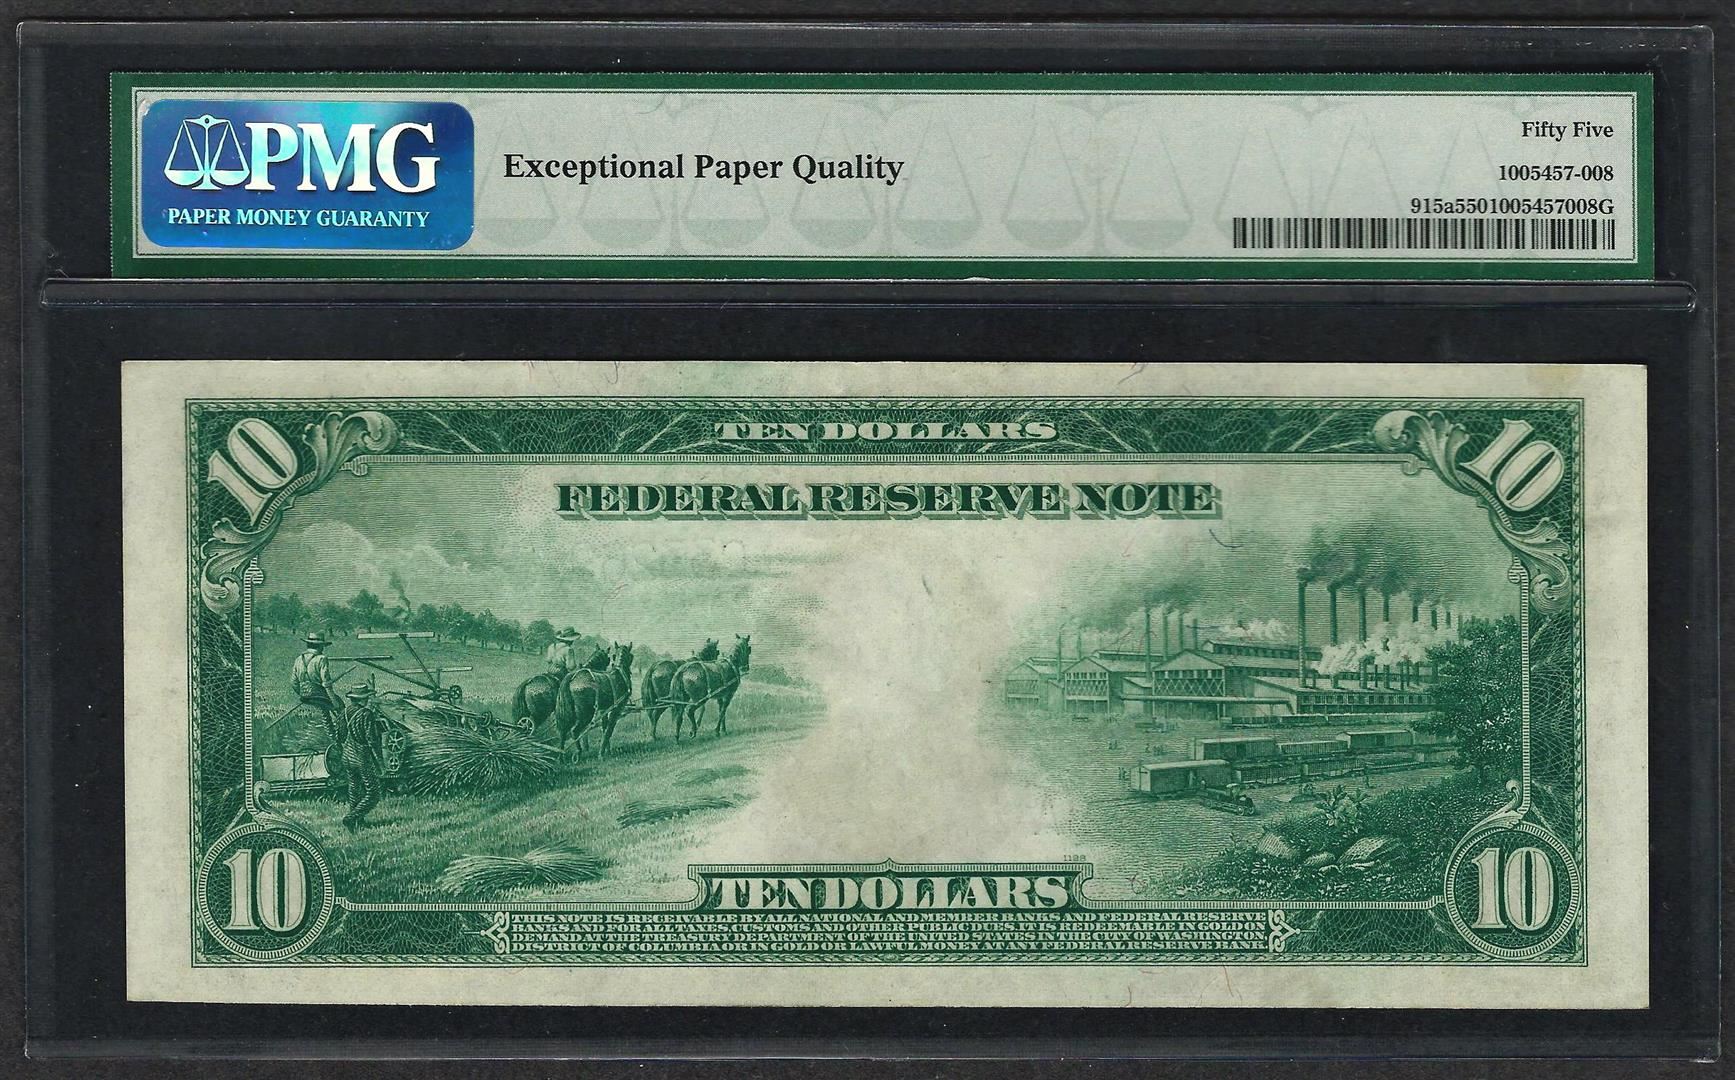 PMG
PAPER MONEY GUARANTY
Exceptional Paper Quality
Fifty Five
1005457-008
915a5501005457008G
10
TEN DOLLARS
10
FEDERAL RESERVE NOTE
1128
10
TEN DOLLARS
10
THIS NOTE IS RECEIVABLE BY ALL NATIONAL AND MEMBER BANKS AND FEDERAL RESERVE
BANKS AND FOR ALL TAXES, CUSTOMS AND OTHER PUBLIC DUES. IT IS REDEEMABLE IN GOLD ON
DEMAND AT THE TREASURY DEPARTMENT OF THE UNITED STATES IN THE CITY OF WASHINGTON,
DISTRICT OF COLUMBIA OR IN GOLD OR LAWFUL MONEY AT ANY FEDERAL RESERVE BANK.